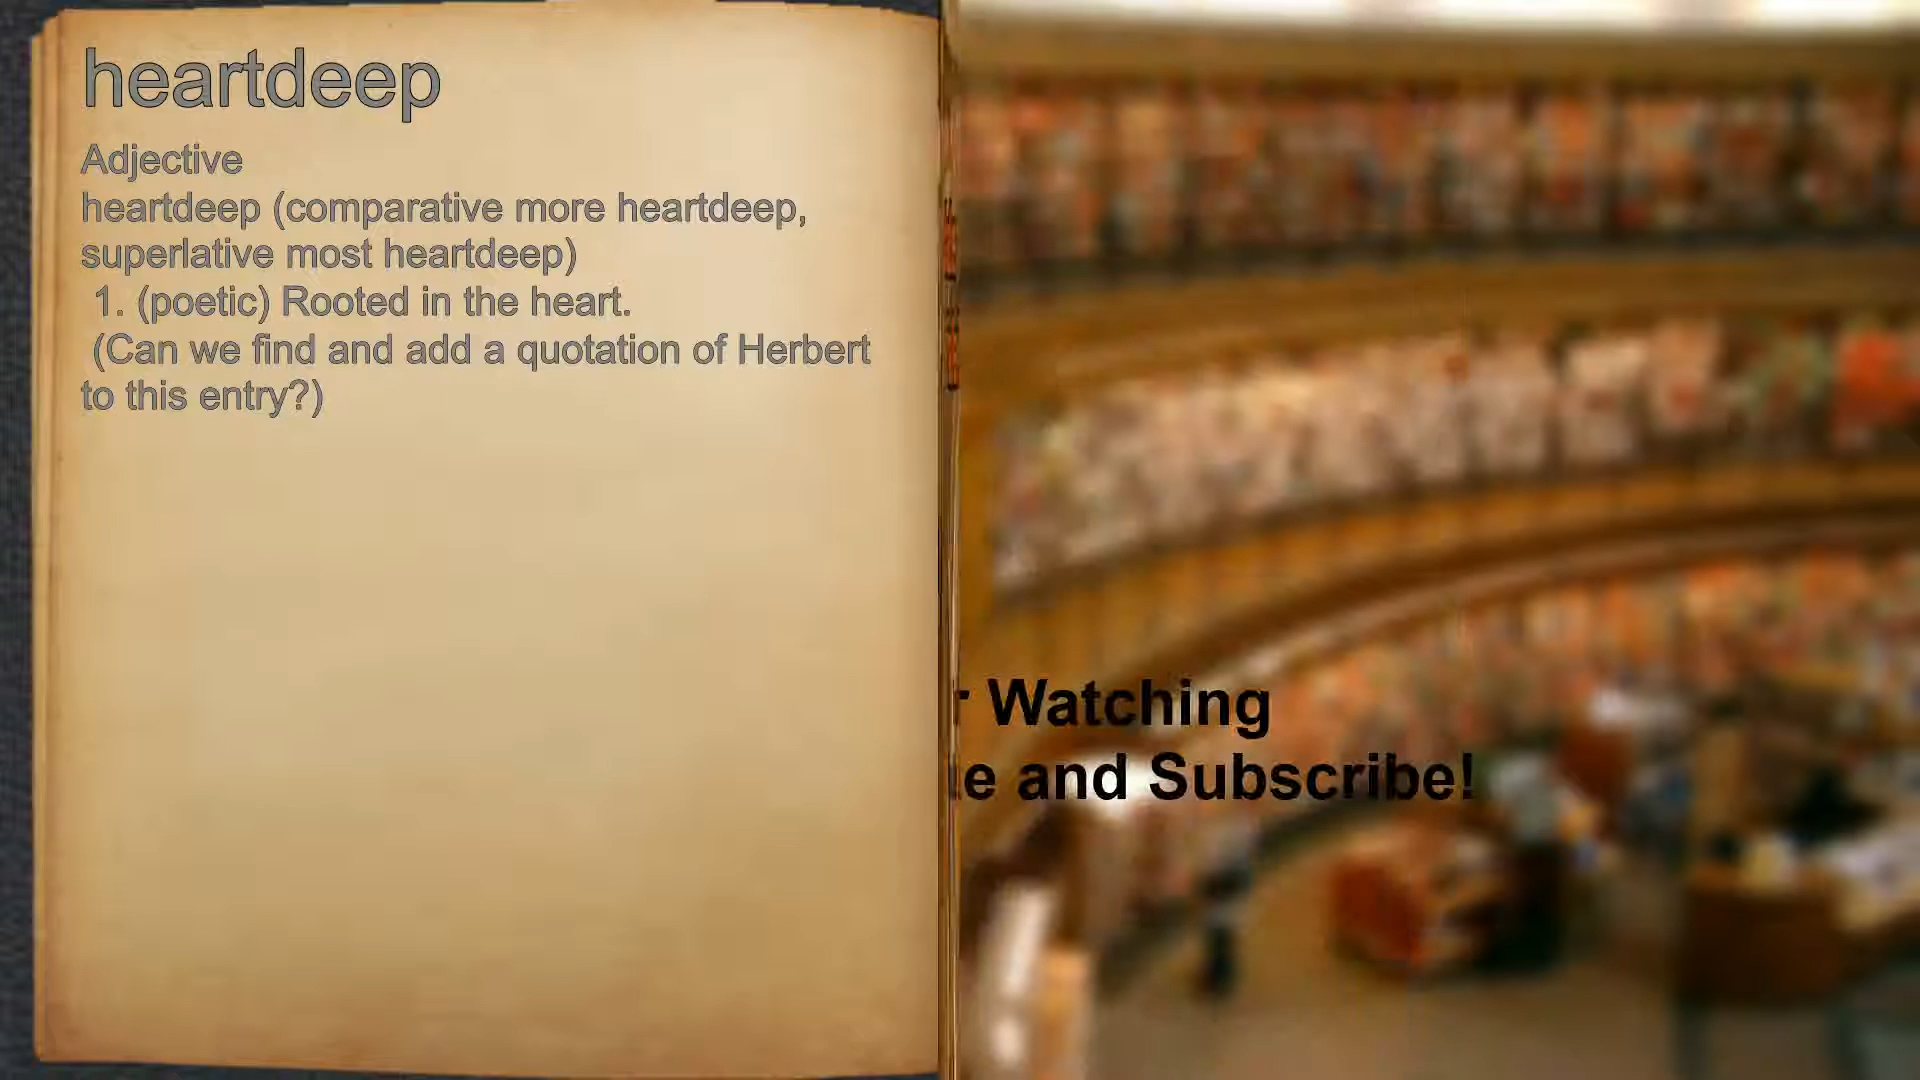 heartdeep
Adjective
heartdeep (comparative more heartdeep,
superlative most heartdeep)
1. (poetic) Rooted in the heart.
(Can we find and add a quotation of Herbert
to this entry?)
Watching
and Subscribe!